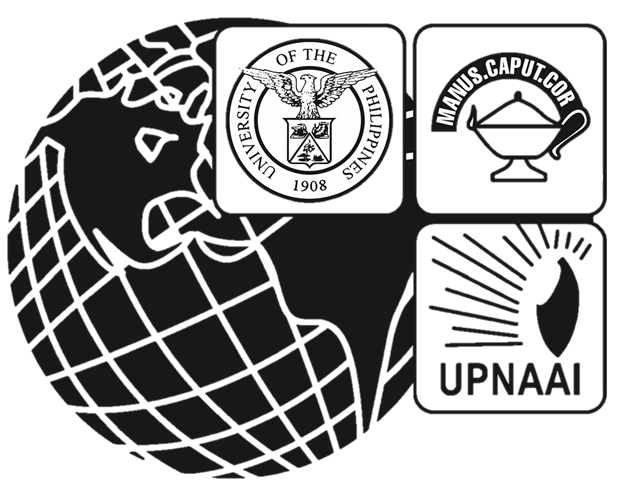 UNIVERSITY OF THE PHILIPPINES
1908
MANUS.CAPUT.COR
UPNAAI